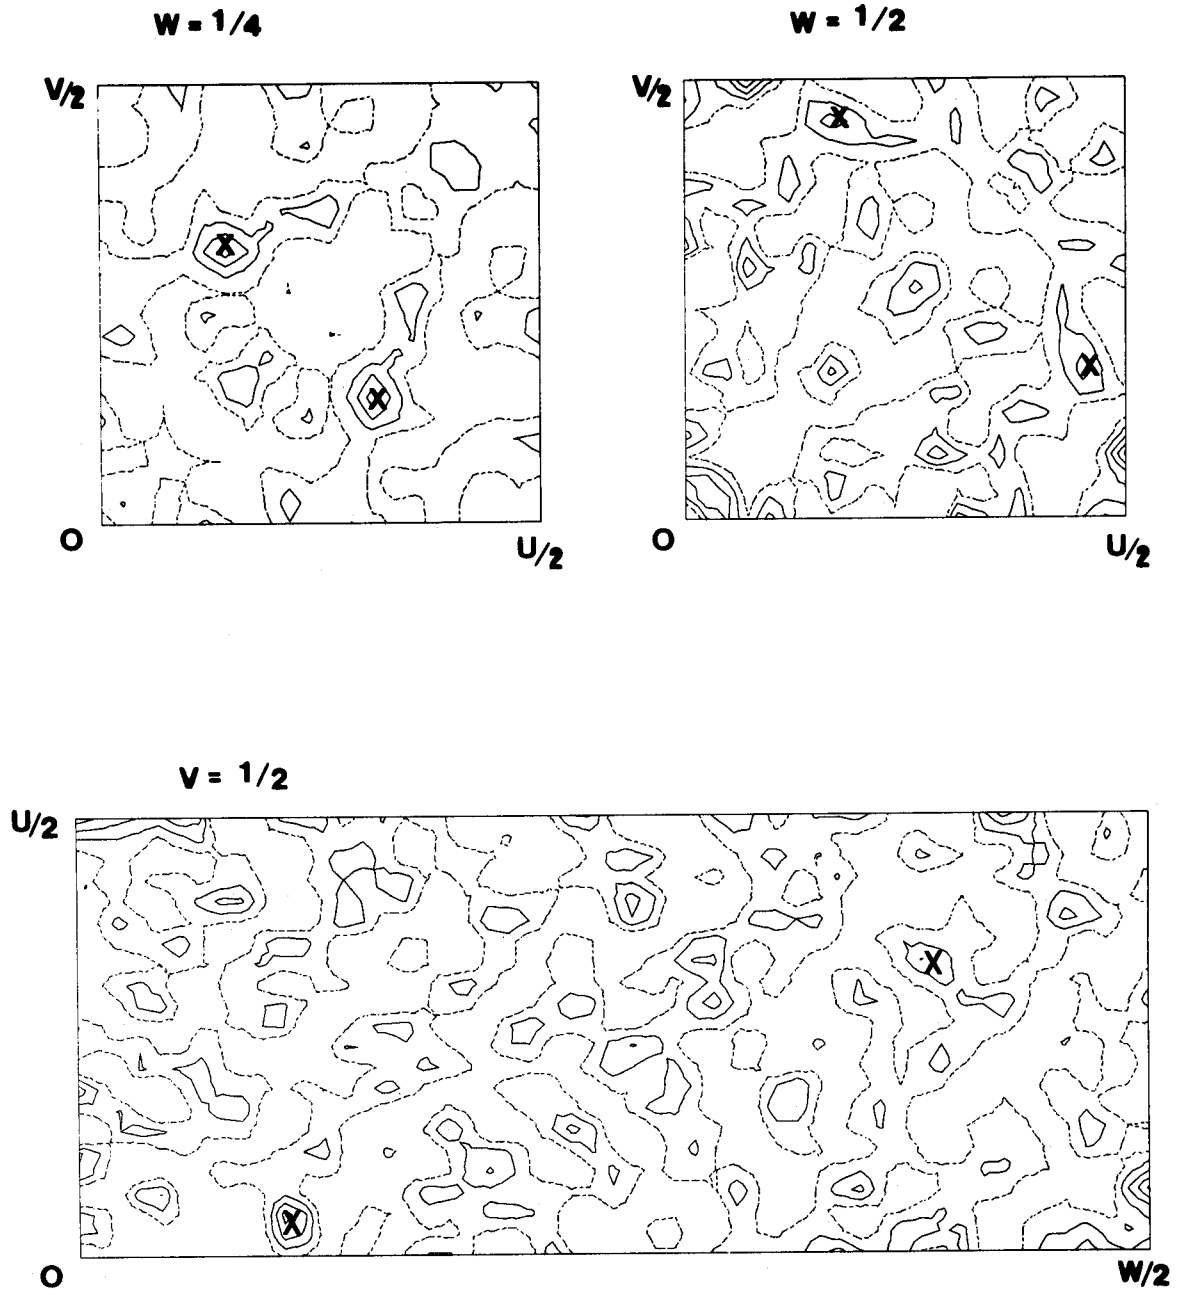 W = 1/4
W = 1/2
V/2
V/2
X
X
X
X
O
U/2
O
U/2
V = 1/2
U/2
X
X
O
W/2